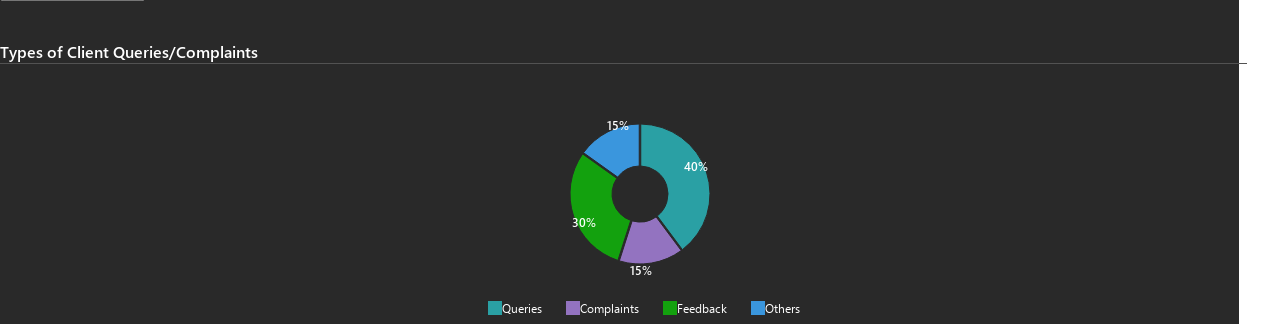 Types of Client Queries/Complaints
15%
40%
30%
15%
Queries Complaints Feedback Others